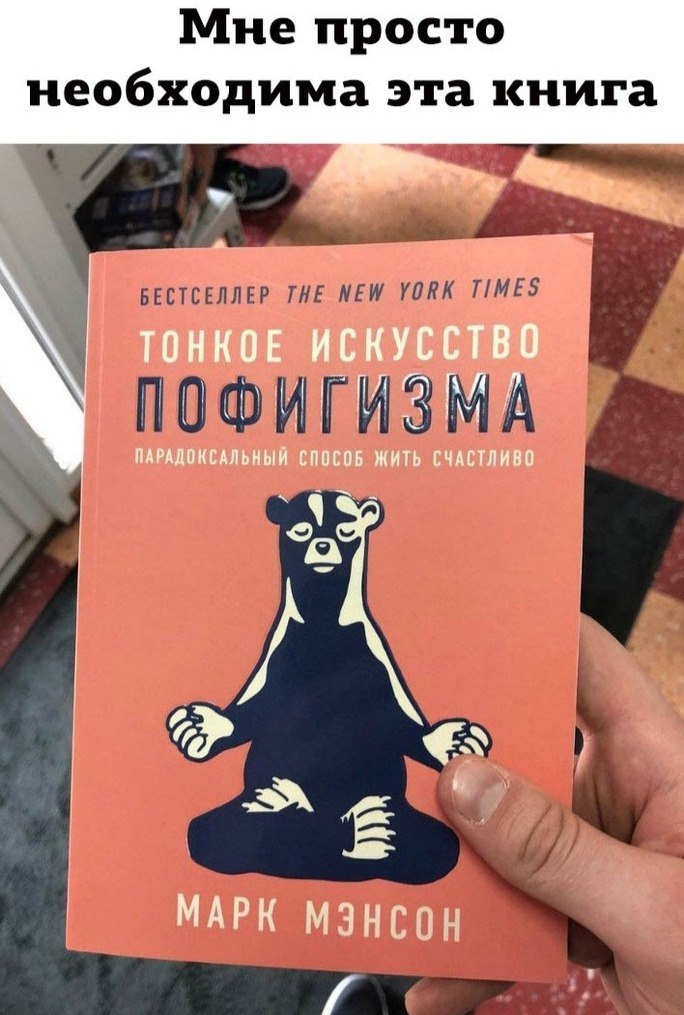 Мне просто
необходима эта книга
БЕСТСЕЛЛЕР THE NEW YORK TIMES
ТОНКОЕ ИСКУССТВО
ПОФИГИЗМА
ПАРАДОКСАЛЬНЫЙ СПОСОБ ЖИТЬ СЧАСТЛИВО
МАРК МЭНСОН